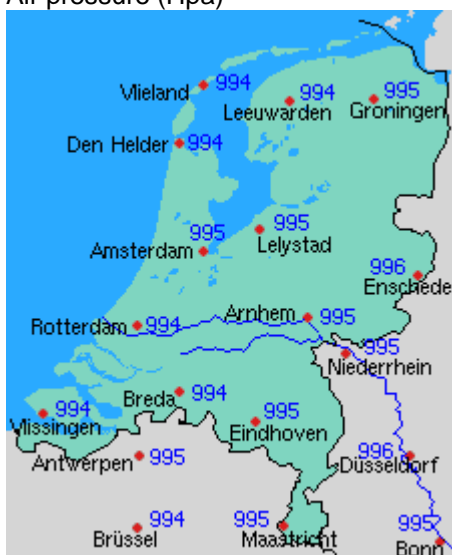 Air pressure (Hpa)
994
Vlieland
994
Leeuwarden
995
Groningen
Den Helder 994
995
Amsterdam
995
Lelystad
996
Enschede
Rotterdam 994
Arnhem 995
995
Niederrhein
Breda 994
994
Vlissingen
995
Eindhoven
Antwerpen 995
996
Düsseldorf
994
Brüssel
995
Maastricht
995
Bonn